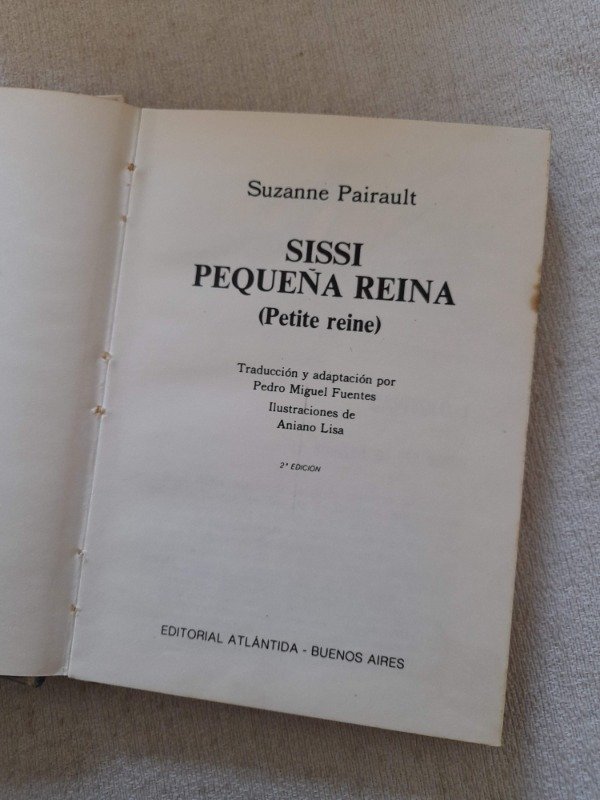 Suzanne Pairault
SISSI
PEQUEÑA REINA
(Petite reine)
Traducción y adaptación por
Pedro Miguel Fuentes
Ilustraciones de
Aniano Lisa
2ª EDICION
EDITORIAL ATLÁNTIDA - BUENOS AIRES